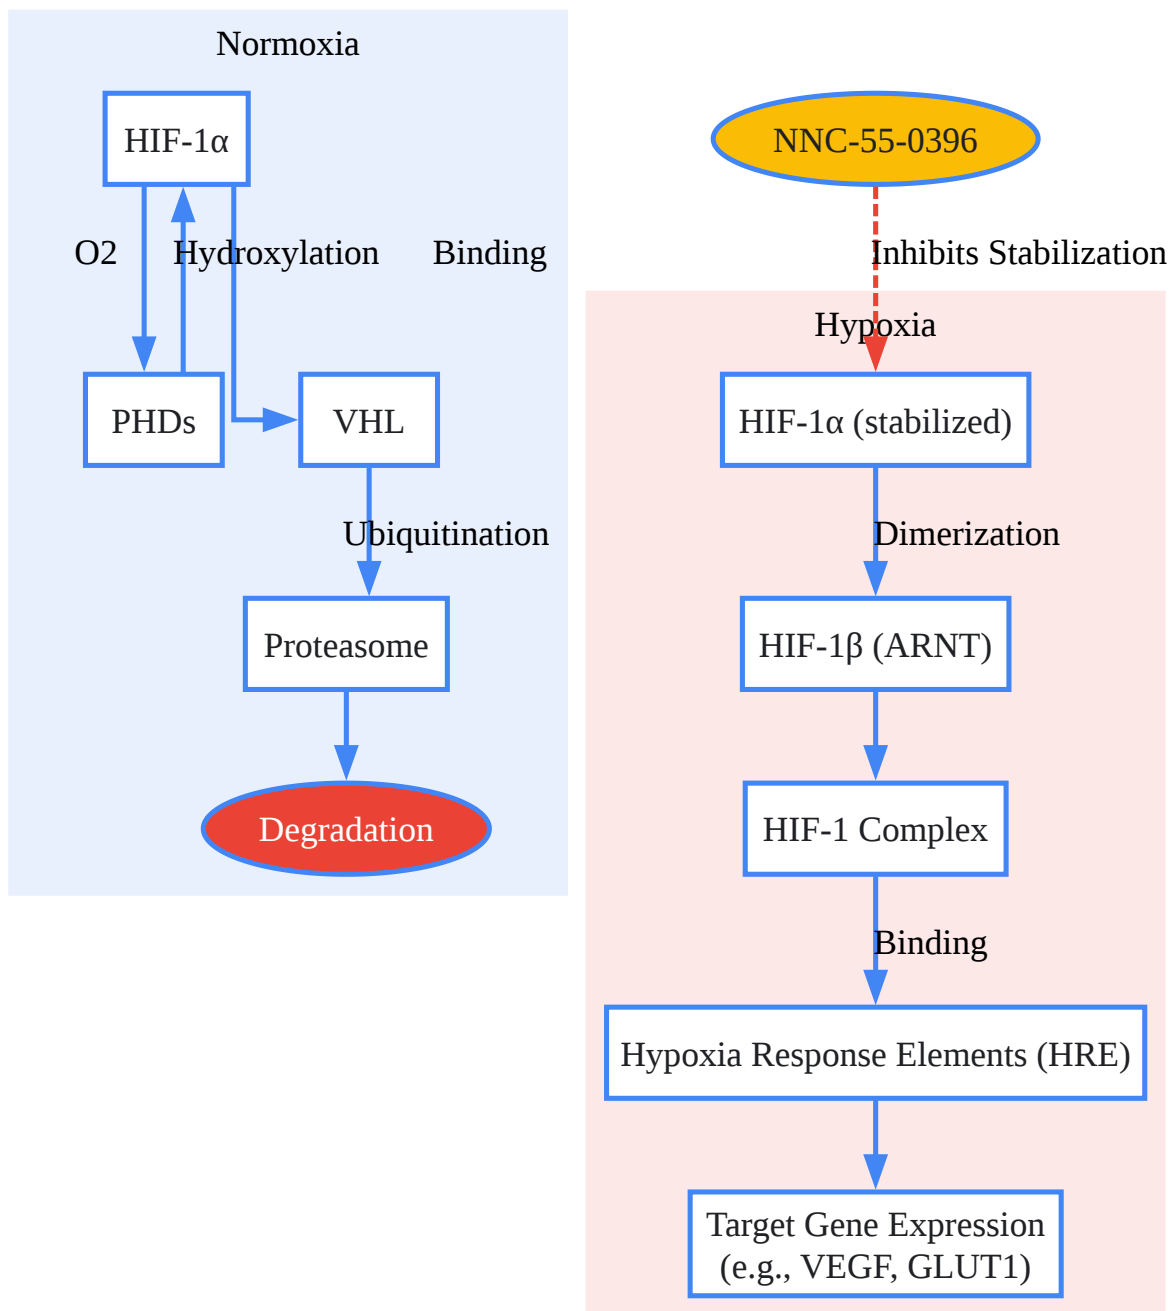 Normoxia
HIF-1α
O2
Hydroxylation
Binding
PHDs
VHL
Ubiquitination
Proteasome
Degradation
NNC-55-0396
Inhibits Stabilization
Hypoxia
HIF-1α (stabilized)
Dimerization
HIF-1β (ARNT)
HIF-1 Complex
Binding
Hypoxia Response Elements (HRE)
Target Gene Expression
(e.g., VEGF, GLUT1)